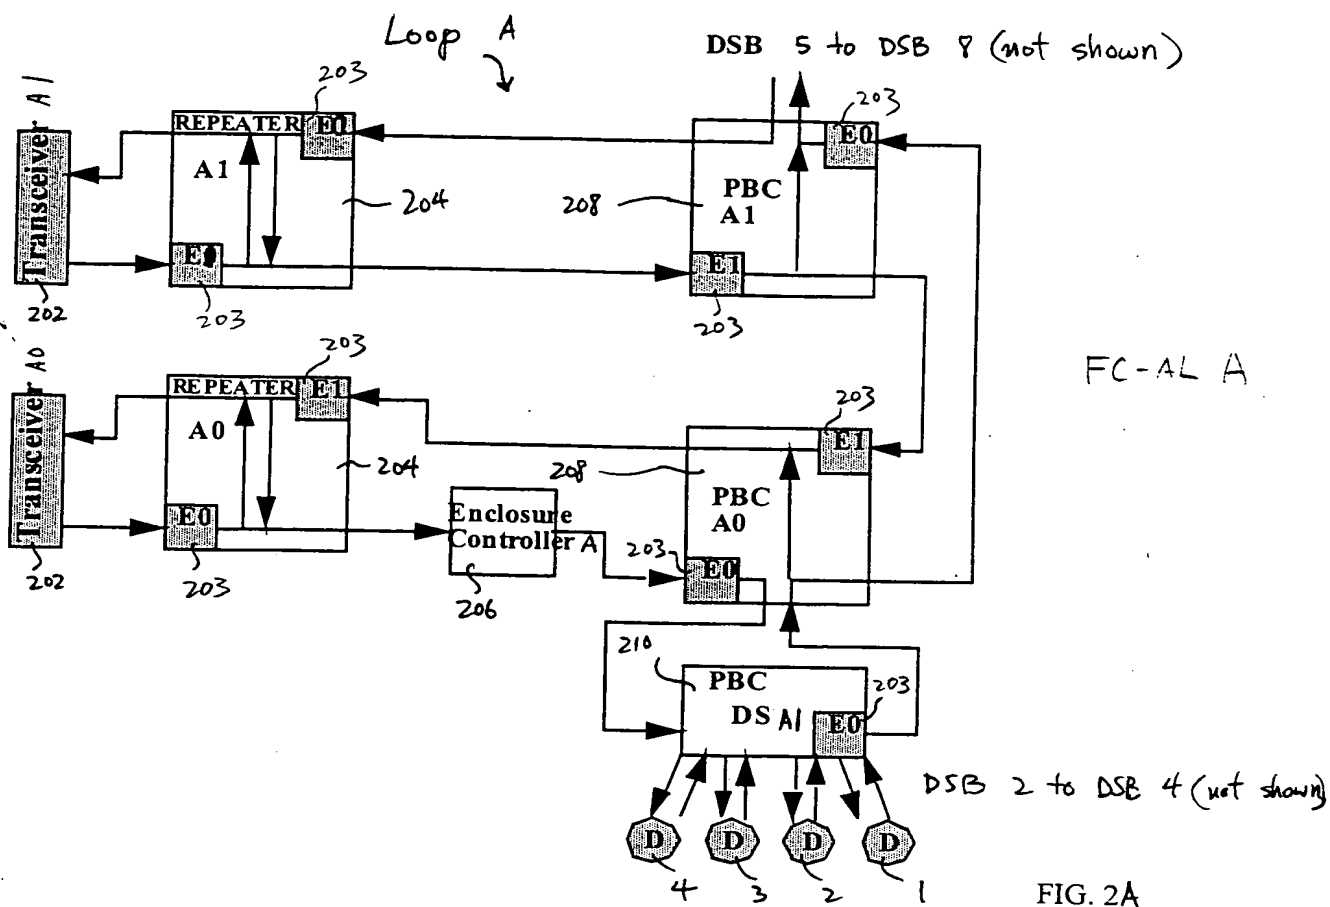 Loop A
DSB 5 to DSB 8 (not shown)
Transceiver A1
202
REPEATER
A1
E0
203
204
E0
203
PBC
A1
208
E0
203
E1
203
FC-AL A
Transceiver A0
202
REPEATER
A0
E1
203
204
E0
203
Enclosure
Controller A
206
PBC
A0
208
E1
203
203
E0
210
PBC
DS A1
E0
203
DSB 2 to DSB 4 (not shown)
D
D
D
D
4
3
2
1
FIG. 2A